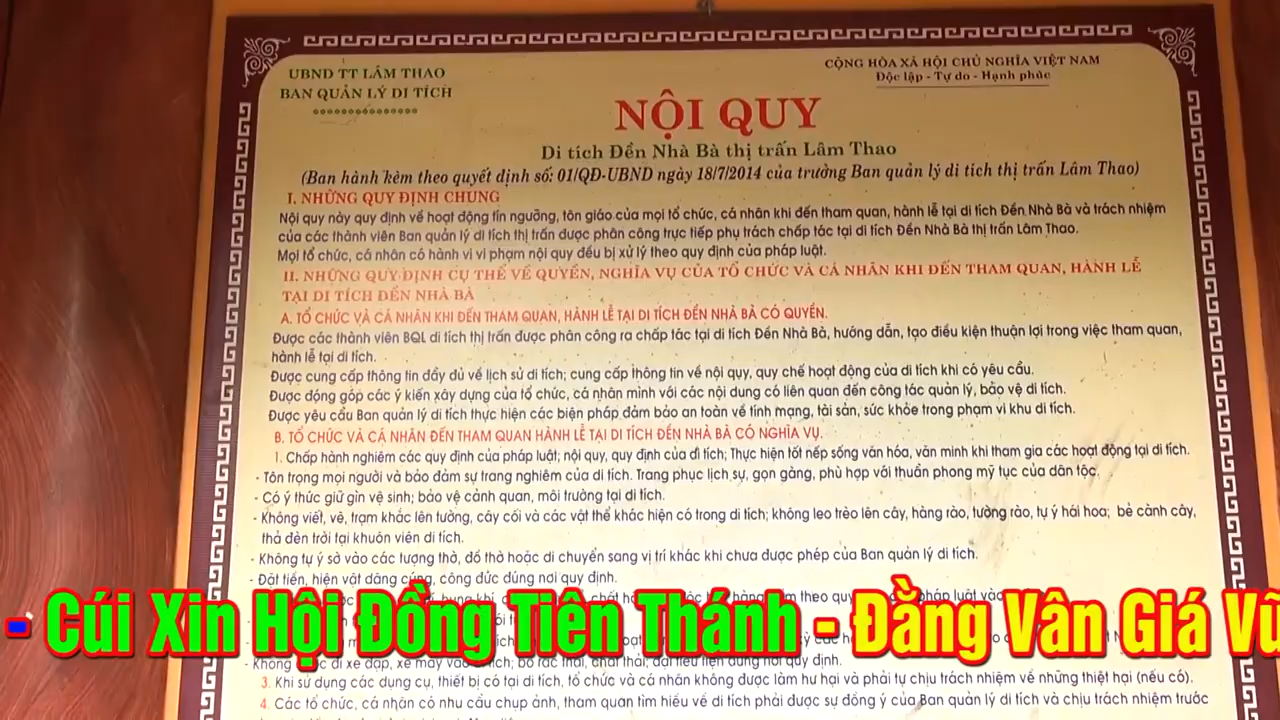 UBND TT LÂM THAO
BAN QUẢN LÝ DI TÍCH
CỘNG HÒA XÃ HỘI CHỦ NGHĨA VIỆT NAM
Độc lập - Tự do - Hạnh phúc
NỘI QUY
Di tích Đền Nhà Bà thị trấn Lâm Thao
(Ban hành kèm theo quyết định số: 01/QĐ-UBND ngày 18/7/2014 của trưởng Ban quản lý di tích thị trấn Lâm Thao)
I. NHỮNG QUY ĐỊNH CHUNG
Nội quy này quy định về hoạt động tín ngưỡng, tôn giáo của mọi tổ chức, cá nhân khi đến tham quan, hành lễ tại di tích Đền Nhà Bà và trách nhiệm
của các thành viên Ban quản lý di tích thị trấn được phân công trực tiếp phụ trách chấp tác tại di tích Đền Nhà Bà thị trấn Lâm Thao.
Mọi tổ chức, cá nhân có hành vi vi phạm nội quy đều bị xử lý theo quy định của pháp luật.
II. NHỮNG QUY ĐỊNH CỤ THỂ VỀ QUYỀN, NGHĨA VỤ CỦA TỔ CHỨC VÀ CÁ NHÂN KHI ĐẾN THAM QUAN, HÀNH LỄ
TẠI DI TÍCH ĐỀN NHÀ BÀ
A. TỔ CHỨC VÀ CÁ NHÂN KHI ĐẾN THAM QUAN, HÀNH LỄ TẠI DI TÍCH ĐỀN NHÀ BÀ CÓ QUYỀN.
Được các thành viên BQL di tích thị trấn được phân công ra chấp tác tại di tích Đền Nhà Bà, hướng dẫn, tạo điều kiện thuận lợi trong việc tham quan,
hành lễ tại di tích.
Được cung cấp thông tin đầy đủ về lịch sử di tích; cung cấp thông tin về nội quy, quy chế hoạt động của di tích khi có yêu cầu.
Được động góp các ý kiến xây dựng của tổ chức, cá nhân mình với các nội dung có liên quan đến công tác quản lý, bảo vệ di tích.
Được yêu cầu Ban quản lý di tích thực hiện các biện pháp đảm bảo an toàn về tính mạng, tài sản, sức khỏe trong phạm vi khu di tích.
B. TỔ CHỨC VÀ CÁ NHÂN ĐẾN THAM QUAN HÀNH LỄ TẠI DI TÍCH ĐỀN NHÀ BÀ CÓ NGHĨA VỤ.
1. Chấp hành nghiêm các quy định của pháp luật; nội quy, quy định của di tích; Thực hiện tốt nếp sống văn hóa, văn minh khi tham gia các hoạt động tại di tích.
- Tôn trọng mọi người và bảo đảm sự trang nghiêm của di tích. Trang phục lịch sự, gọn gàng, phù hợp với thuần phong mỹ tục của dân tộc.
- Có ý thức giữ gìn vệ sinh; bảo vệ cảnh quan, môi trường tại di tích.
- Không viết, vẽ, trạm khắc lên tường, cây cối và các vật thể khác hiện có trong di tích; không leo trèo lên cây, hàng rào, tường rào, tự ý hái hoa; bẻ cành cây,
thả đèn trời tại khuôn viên di tích.
- Không tự ý sờ vào các tượng thờ, đồ thờ hoặc di chuyển sang vị trí khác khi chưa được phép của Ban quản lý di tích.
- Đặt tiền, hiện vật dâng cúng, công đức đúng nơi quy định.
- Cúi Xin Hội Đồng Tiên Thánh - Đằng Vân Giá Vũ
3. Khi sử dụng các dụng cụ, thiết bị có tại di tích, tổ chức và cá nhân không được làm hư hại và phải tự chịu trách nhiệm về những thiệt hại (nếu có).
4. Các tổ chức, cá nhân có nhu cầu chụp ảnh, tham quan tìm hiểu về di tích phải được sự đồng ý của Ban quản lý di tích và chịu trách nhiệm trước